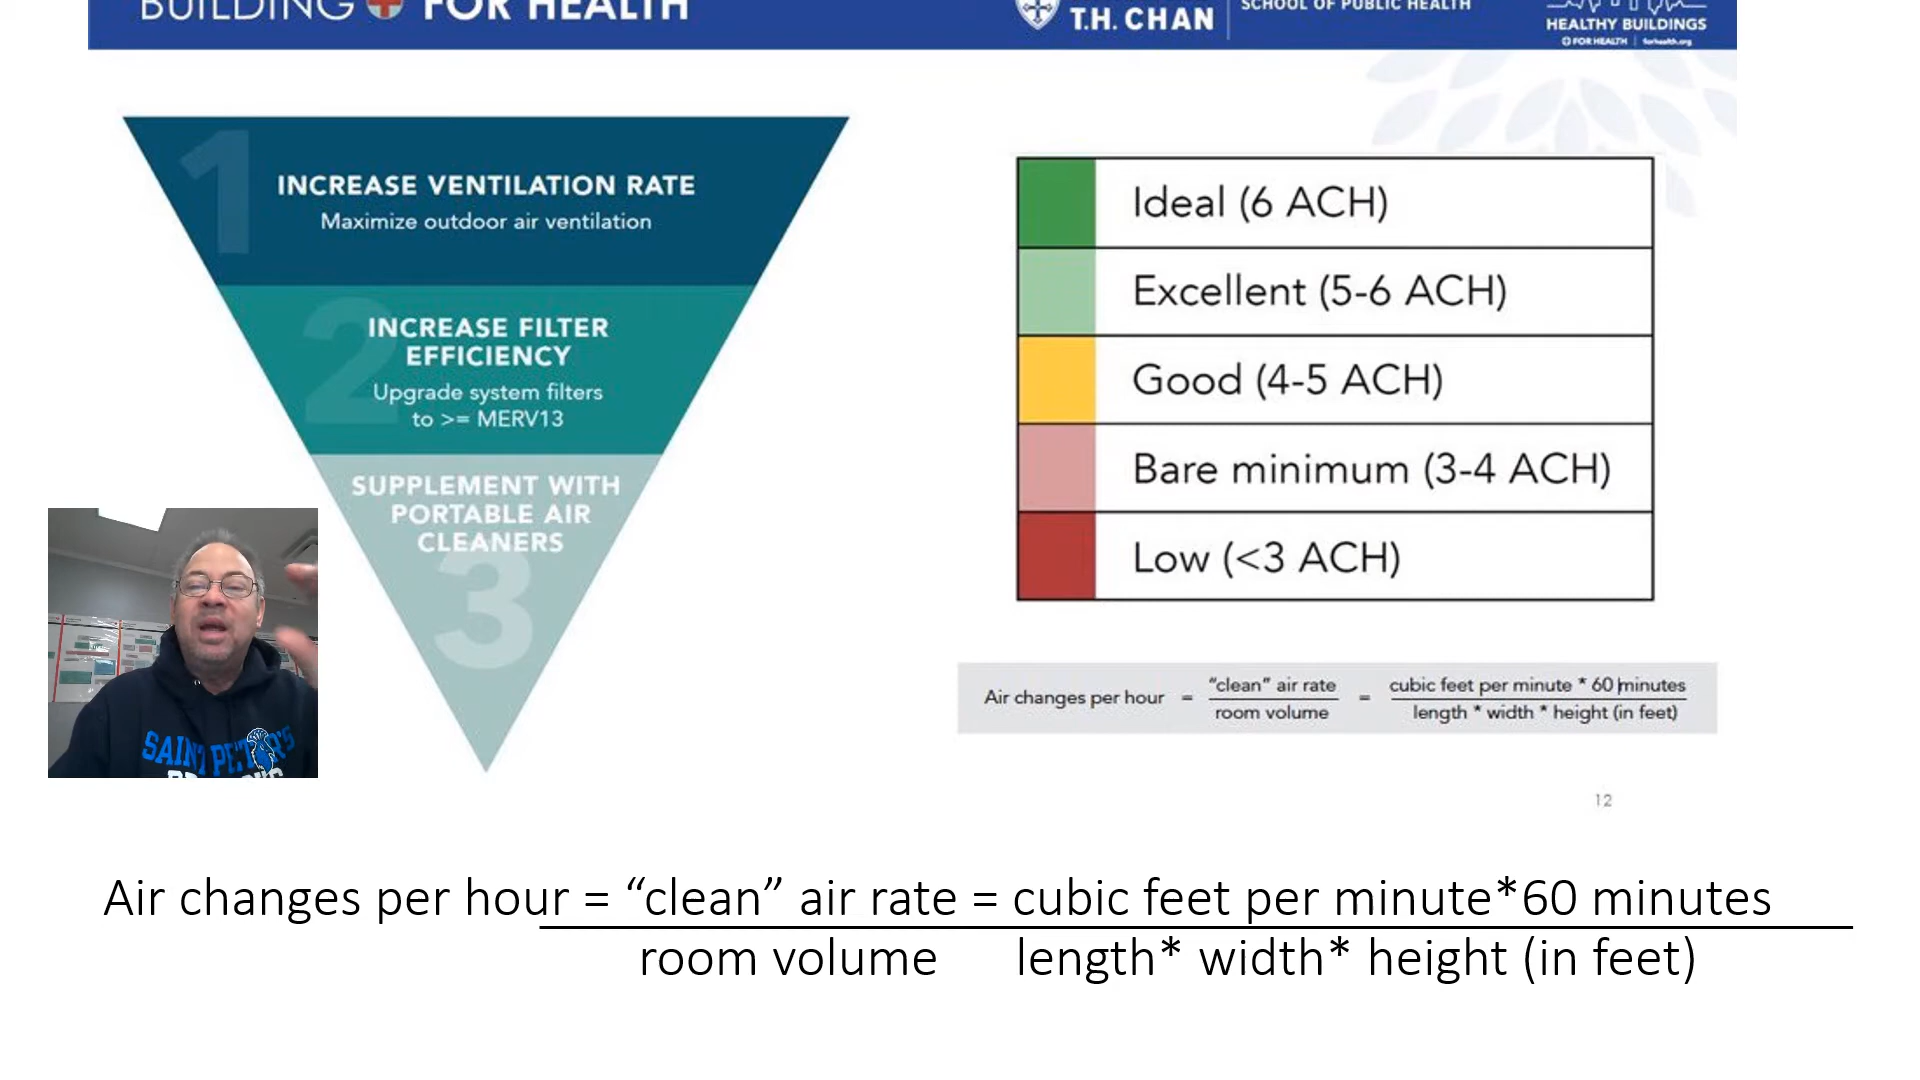 BUILDING FOR HEALTH
T.H. CHAN
SCHOOL OF PUBLIC HEALTH
HEALTHY BUILDINGS
FOR HEALTH | forhealth.org
1
INCREASE VENTILATION RATE
Maximize outdoor air ventilation
2
INCREASE FILTER
EFFICIENCY
Upgrade system filters
to >= MERV13
SUPPLEMENT WITH
PORTABLE AIR
CLEANERS
3
Ideal (6 ACH)
Excellent (5-6 ACH)
Good (4-5 ACH)
Bare minimum (3-4 ACH)
Low (<3 ACH)
Air changes per hour = “clean” air rate = cubic feet per minute * 60 minutes
room volume length * width * height (in feet)
12
SAINT PETER'S
Air changes per hour = “clean” air rate = cubic feet per minute*60 minutes
room volume length* width* height (in feet)